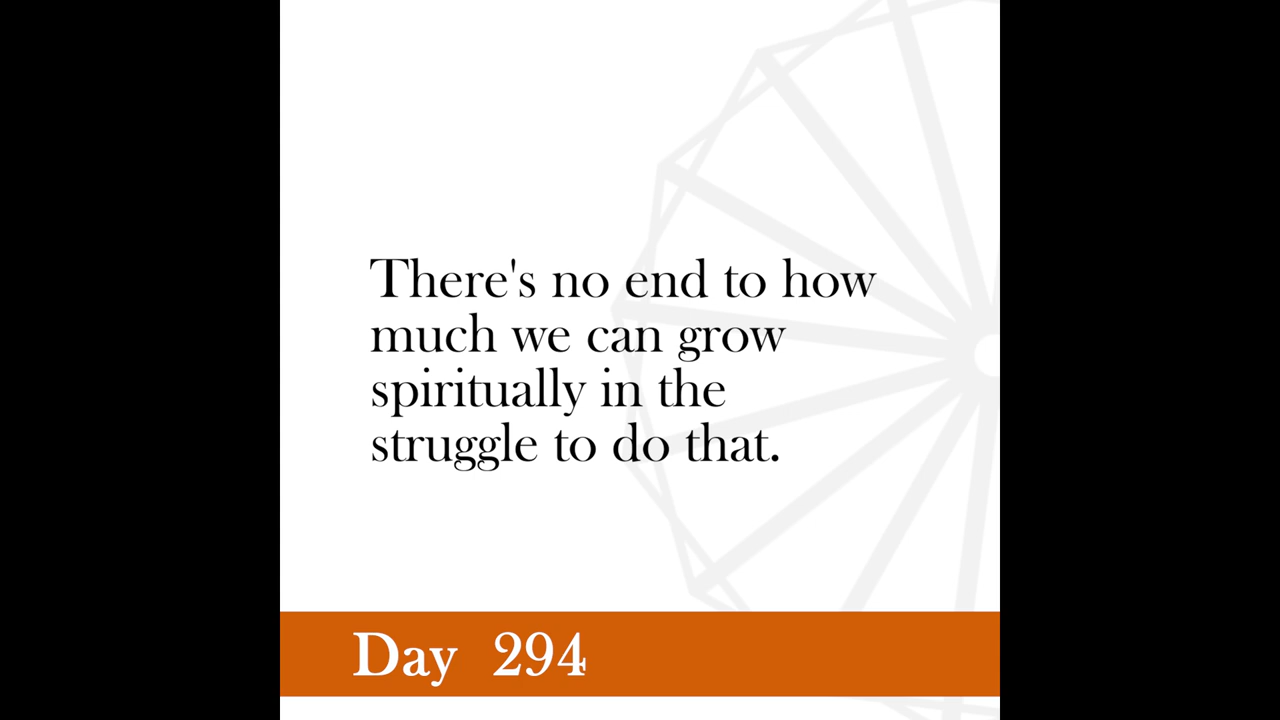 There's no end to how
much we can grow
spiritually in the
struggle to do that.
Day 294